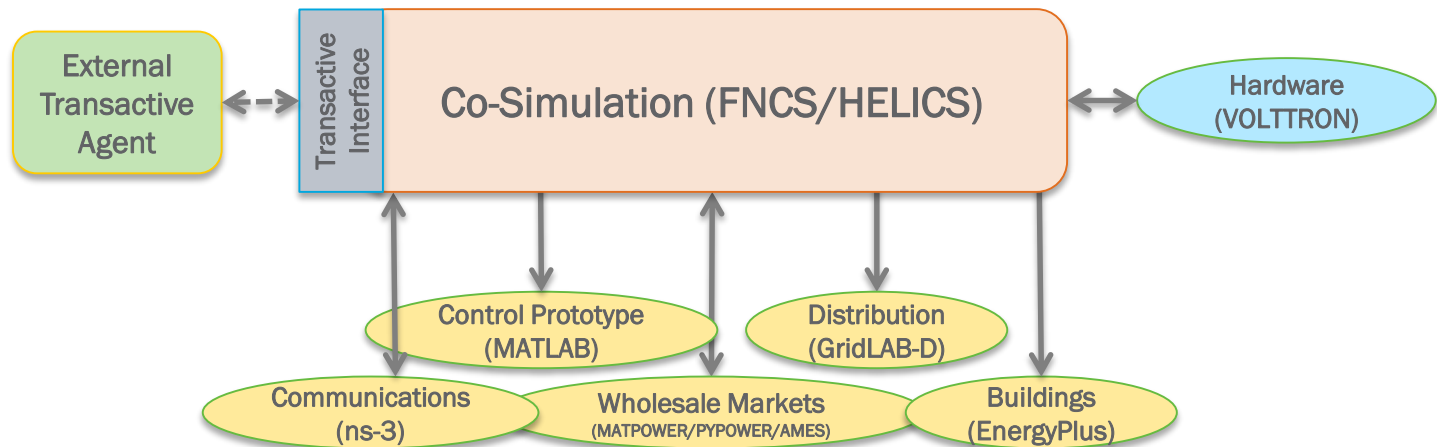 External
Transactive
Agent
Transactive
Interface
Co-Simulation (FNCS/HELICS)
Hardware
(VOLTTRON)
Control Prototype
(MATLAB)
Distribution
(GridLAB-D)
Communications
(ns-3)
Wholesale Markets
(MATPOWER/PYPOWER/AMES)
Buildings
(EnergyPlus)